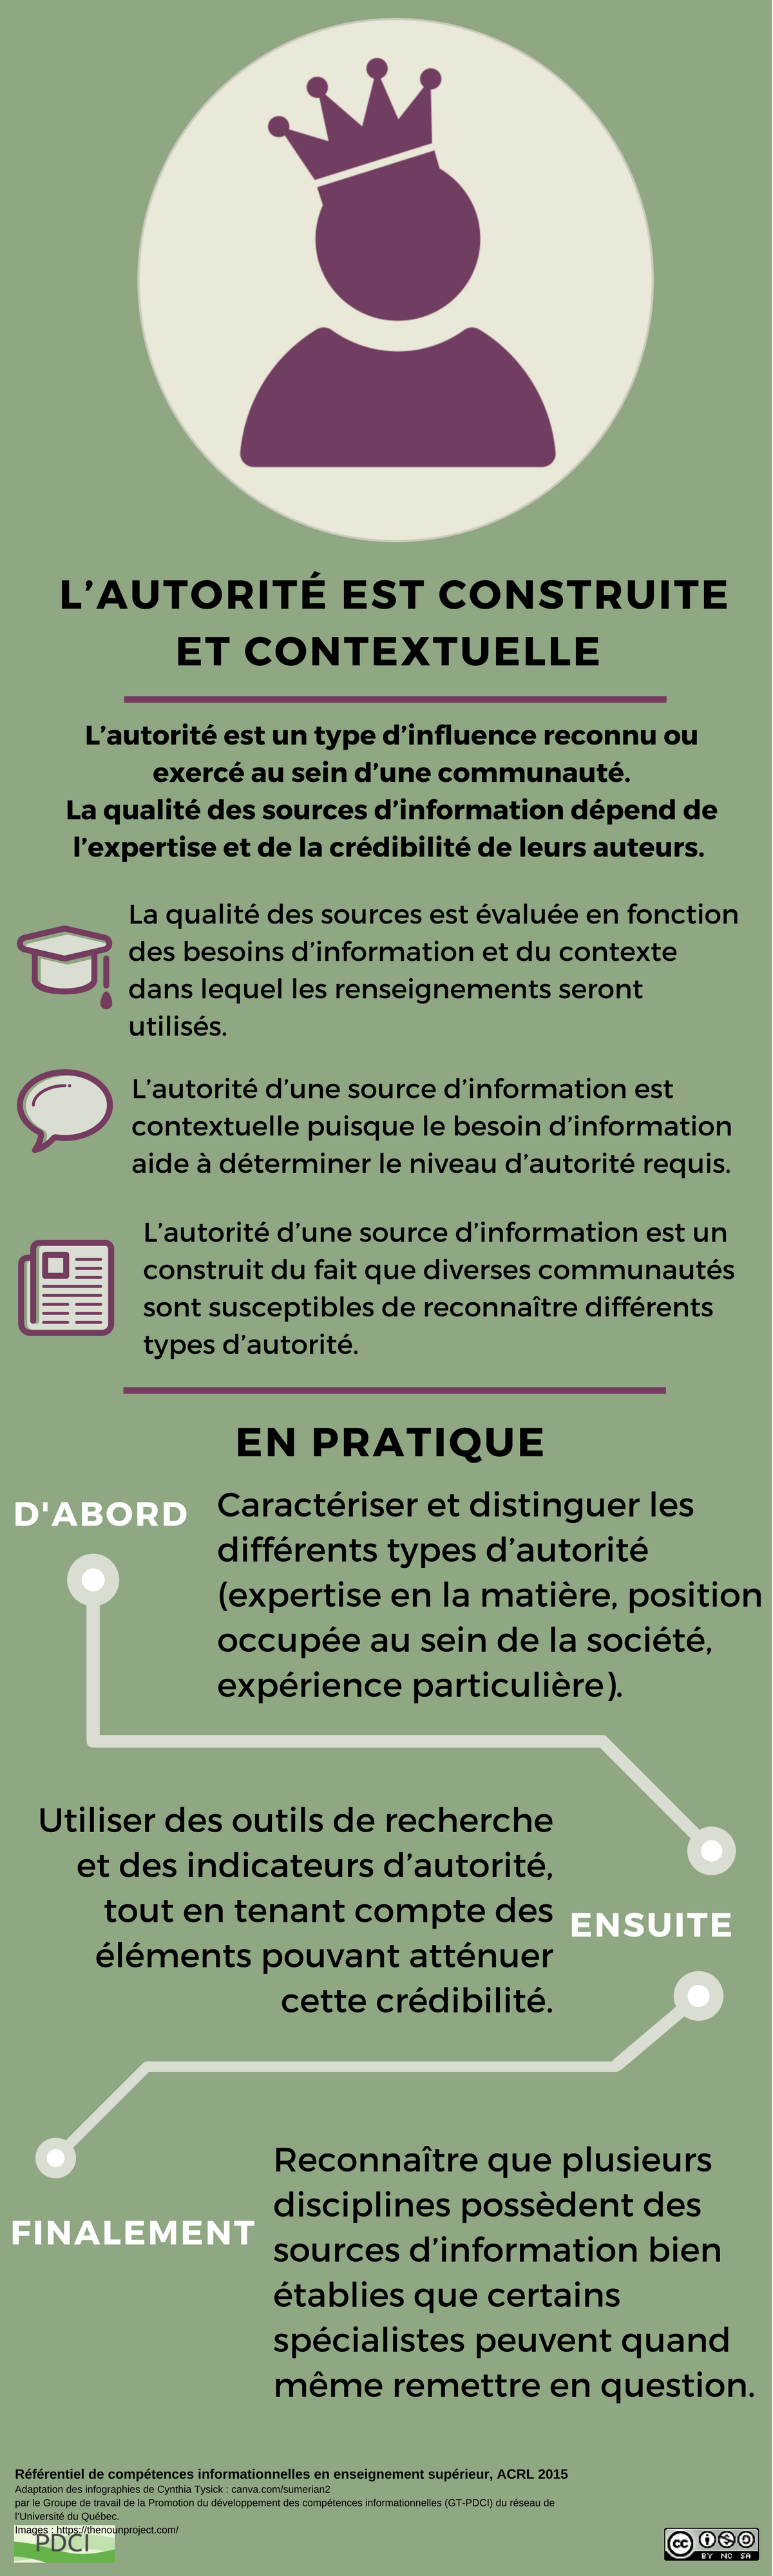 L'AUTORITÉ EST CONSTRUITE
ET CONTEXTUELLE
L'autorité est un type d'influence reconnu ou
exercé au sein d'une communauté.
La qualité des sources d'information dépend de
l'expertise et de la crédibilité de leurs auteurs.
La qualité des sources est évaluée en fonction
des besoins d'information et du contexte
dans lequel les renseignements seront
utilisés.
L'autorité d'une source d'information est
contextuelle puisque le besoin d'information
aide à déterminer le niveau d'autorité requis.
L'autorité d'une source d'information est un
construit du fait que diverses communautés
sont susceptibles de reconnaître différents
types d'autorité.
EN PRATIQUE
D'ABORD
Caractériser et distinguer les
différents types d'autorité
(expertise en la matière, position
occupée au sein de la société,
expérience particulière).
Utiliser des outils de recherche
et des indicateurs d'autorité,
tout en tenant compte des
éléments pouvant atténuer
cette crédibilité.
ENSUITE
FINALEMENT
Reconnaître que plusieurs
disciplines possèdent des
sources d'information bien
établies que certains
spécialistes peuvent quand
même remettre en question.
Référentiel de compétences informationnelles en enseignement supérieur, ACRL 2015
Adaptation des infographies de Cynthia Tysick : canva.com/sumerian2
par le Groupe de travail de la Promotion du développement des compétences informationnelles (GT-PDCI) du réseau de
l'Université du Québec.
Images : https://thenounproject.com/
PDCI
cc
BY NC SA